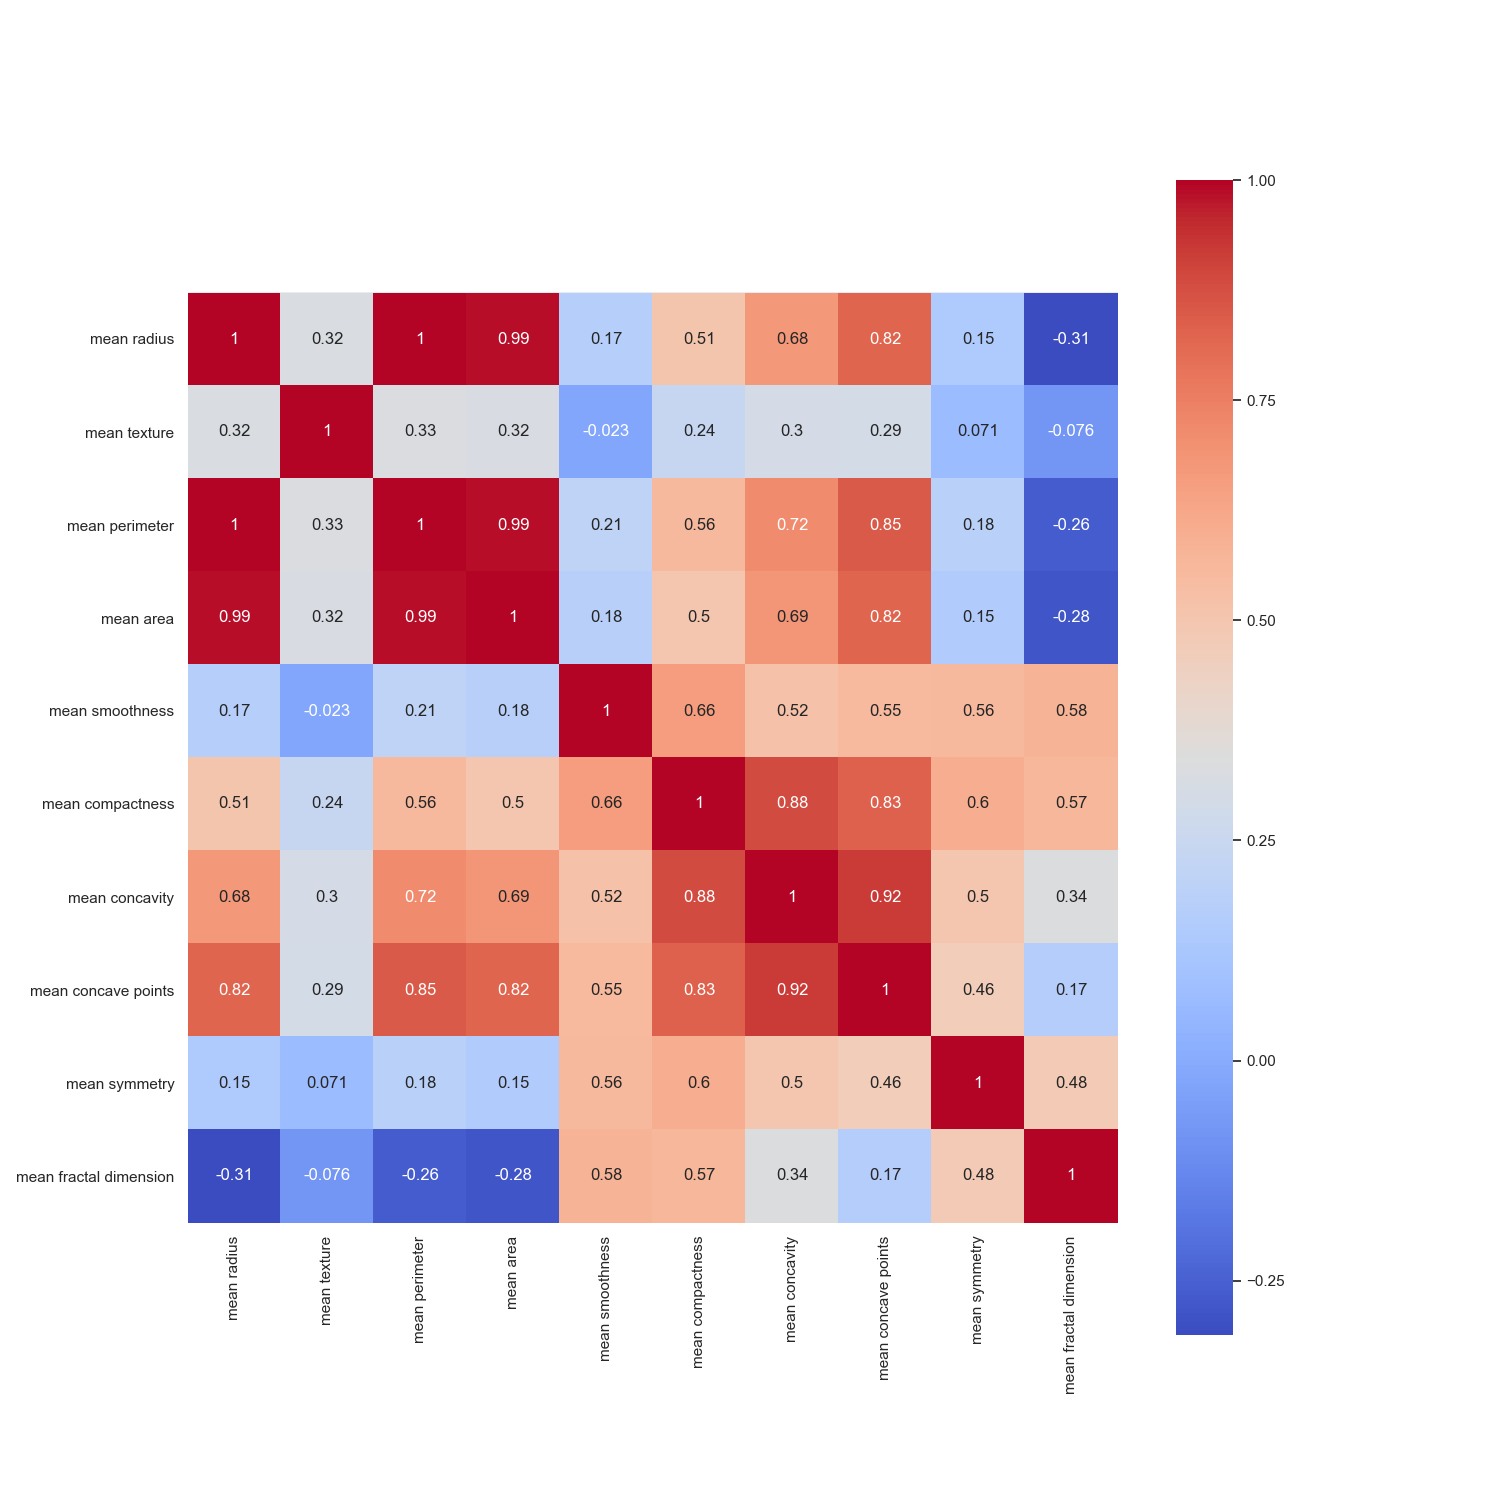 1.00
mean radius 1 0.32 1 0.99 0.17 0.51 0.68 0.82 0.15 -0.31
0.75
mean texture 0.32 1 0.33 0.32 -0.023 0.24 0.3 0.29 0.071 -0.076
mean perimeter 1 0.33 1 0.99 0.21 0.56 0.72 0.85 0.18 -0.26
mean area 0.99 0.32 0.99 1 0.18 0.5 0.69 0.82 0.15 -0.28
0.50
mean smoothness 0.17 -0.023 0.21 0.18 1 0.66 0.52 0.55 0.56 0.58
mean compactness 0.51 0.24 0.56 0.5 0.66 1 0.88 0.83 0.6 0.57
0.25
mean concavity 0.68 0.3 0.72 0.69 0.52 0.88 1 0.92 0.5 0.34
mean concave points 0.82 0.29 0.85 0.82 0.55 0.83 0.92 1 0.46 0.17
0.00
mean symmetry 0.15 0.071 0.18 0.15 0.56 0.6 0.5 0.46 1 0.48
mean fractal dimension -0.31 -0.076 -0.26 -0.28 0.58 0.57 0.34 0.17 0.48 1
−0.25
mean radius
mean texture
mean perimeter
mean area
mean smoothness
mean compactness
mean concavity
mean concave points
mean symmetry
mean fractal dimension